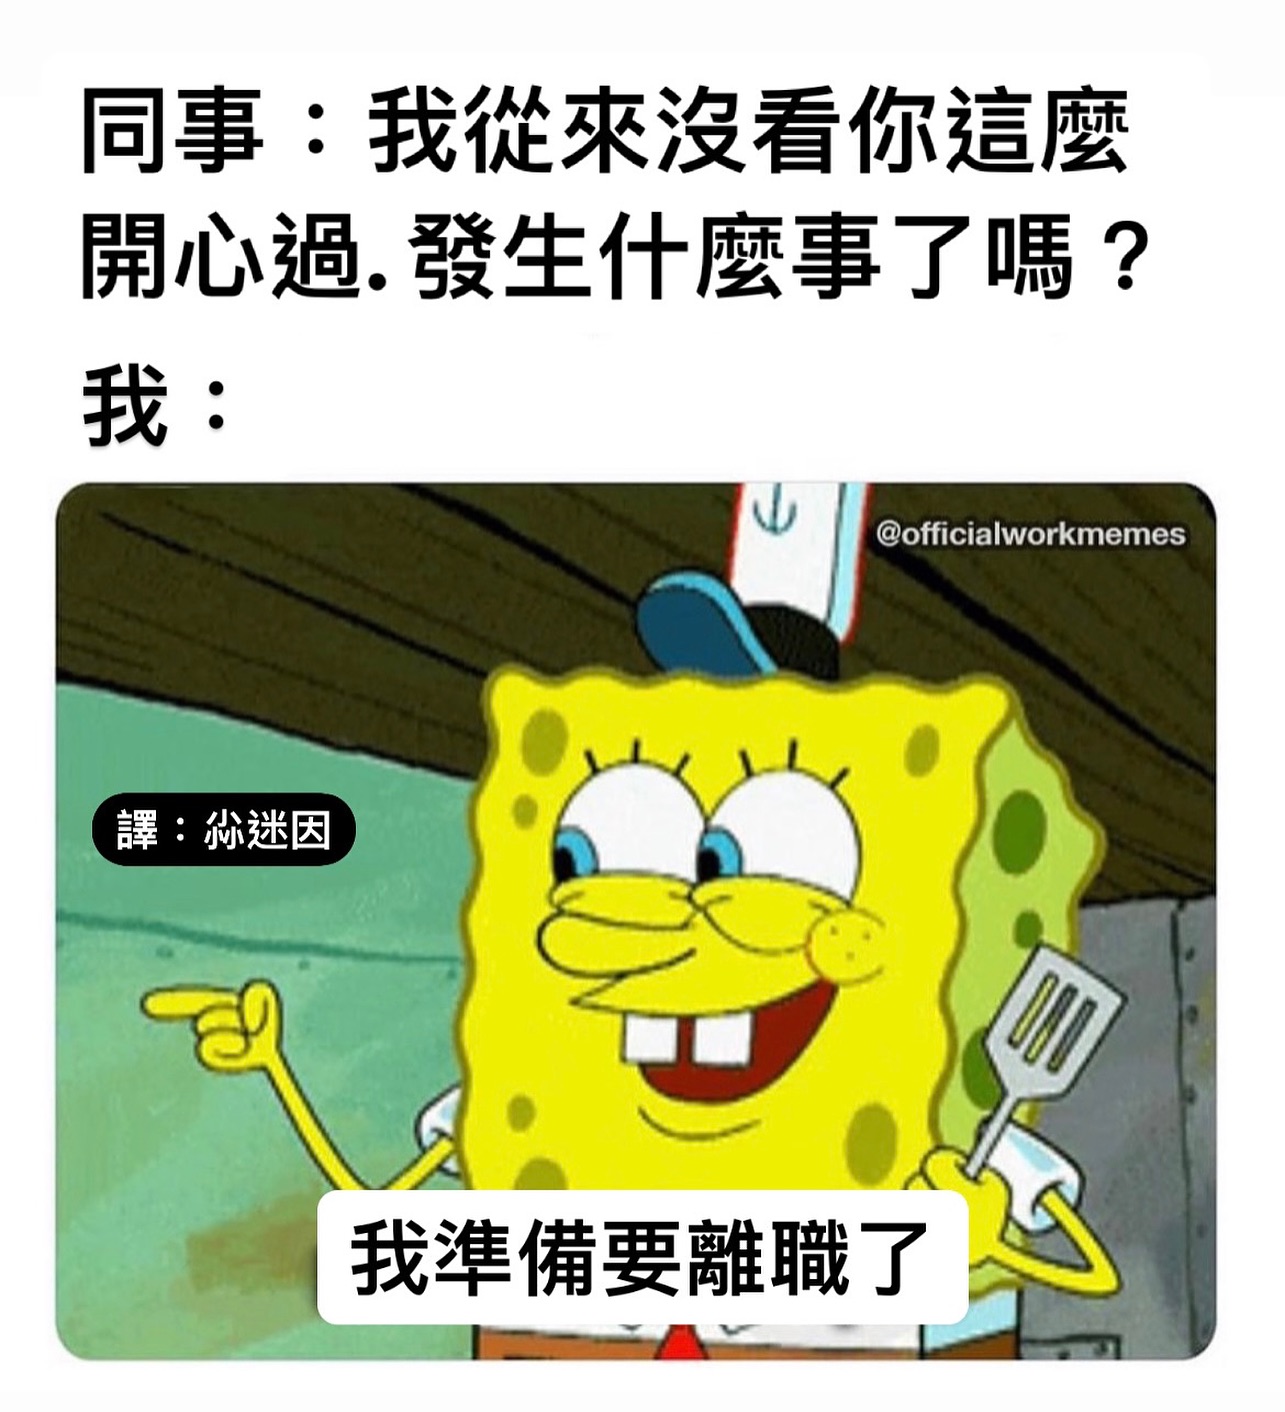 同事：我從來沒看你這麼
開心過.發生什麼事了嗎？
我：
@officialworkmemes
譯：尛迷因
我準備要離職了